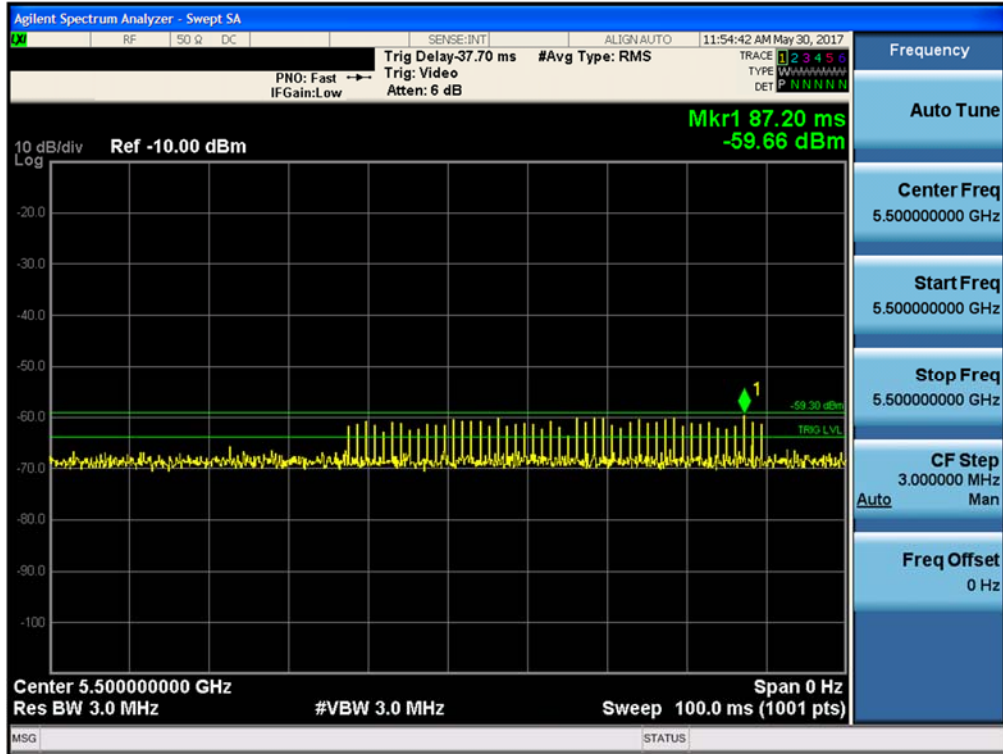 Agilent Spectrum Analyzer - Swept SA
LXI RF 50 Ω DC SENSE:INT ALIGN AUTO 11:54:42 AM May 30, 2017
Frequency
Trig Delay-37.70 ms #Avg Type: RMS TRACE 1 2 3 4 5 6
PNO: Fast Trig: Video TYPE W
IFGain:Low Atten: 6 dB DET P N N N N N
Auto Tune
Mkr1 87.20 ms
10 dB/div Ref -10.00 dBm -59.66 dBm
Log
Center Freq
5.500000000 GHz
-20.0
-30.0
Start Freq
5.500000000 GHz
-40.0
-50.0
Stop Freq
5.500000000 GHz
1
-59.30 dBm
-60.0
TRIG LVL
-70.0
CF Step
3.000000 MHz
Auto Man
-80.0
-90.0
Freq Offset
0 Hz
-100
Center 5.500000000 GHz Span 0 Hz
Res BW 3.0 MHz #VBW 3.0 MHz Sweep 100.0 ms (1001 pts)
MSG STATUS